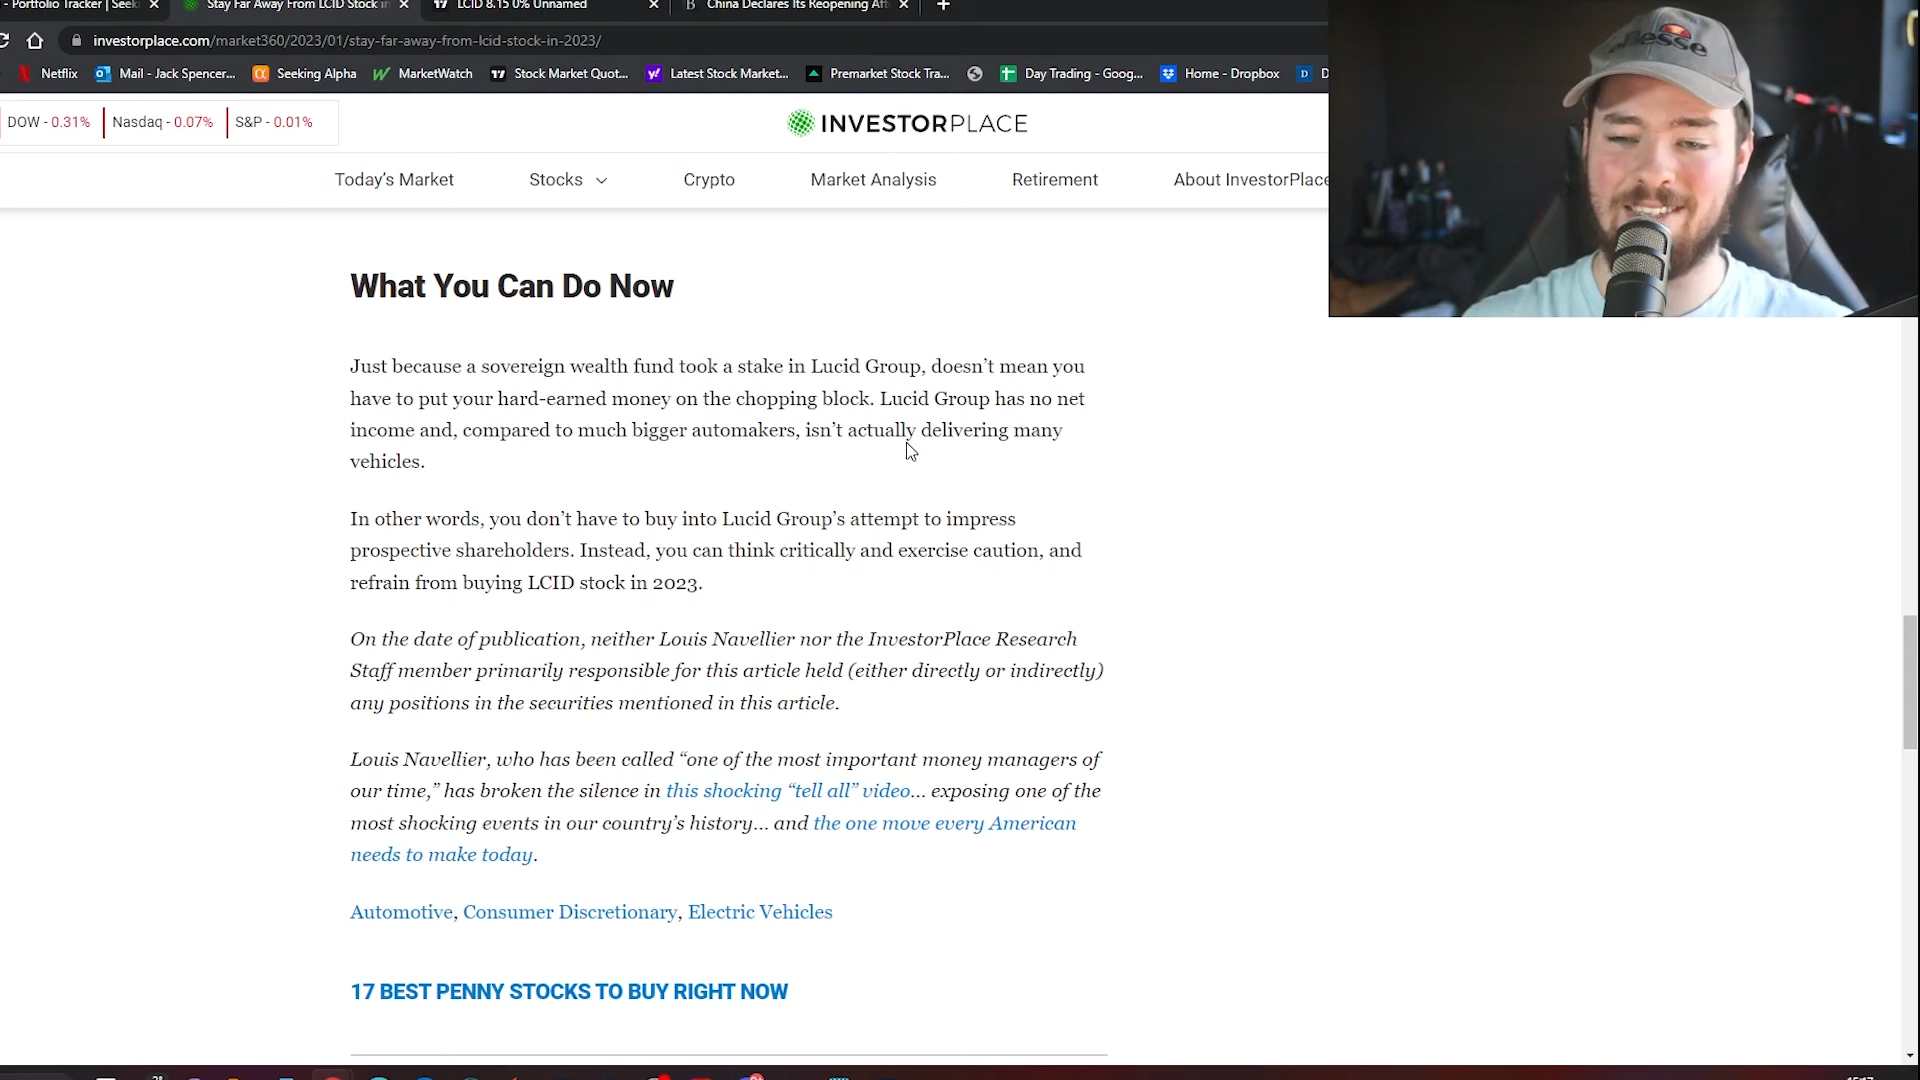 - Portfolio Tracker | Seek
Stay Far Away From LCID Stock in
LCID 8.15 0% Unnamed
B China Declares Its Reopening Aft
investorplace.com/market360/2023/01/stay-far-away-from-lcid-stock-in-2023/
Netflix
Mail - Jack Spencer...
Seeking Alpha
MarketWatch
Stock Market Quot...
Latest Stock Market...
Premarket Stock Tra...
Day Trading - Goog...
Home - Dropbox
D
DOW - 0.31%
Nasdaq - 0.07%
S&P - 0.01%
INVESTORPLACE
ellesse
Today's Market
Stocks
Crypto
Market Analysis
Retirement
About InvestorPlace
What You Can Do Now
Just because a sovereign wealth fund took a stake in Lucid Group, doesn't mean you
have to put your hard-earned money on the chopping block. Lucid Group has no net
income and, compared to much bigger automakers, isn't actually delivering many
vehicles.
In other words, you don't have to buy into Lucid Group's attempt to impress
prospective shareholders. Instead, you can think critically and exercise caution, and
refrain from buying LCID stock in 2023.
On the date of publication, neither Louis Navellier nor the InvestorPlace Research
Staff member primarily responsible for this article held (either directly or indirectly)
any positions in the securities mentioned in this article.
Louis Navellier, who has been called “one of the most important money managers of
our time,” has broken the silence in this shocking “tell all” video… exposing one of the
most shocking events in our country's history… and the one move every American
needs to make today.
Automotive, Consumer Discretionary, Electric Vehicles
17 BEST PENNY STOCKS TO BUY RIGHT NOW